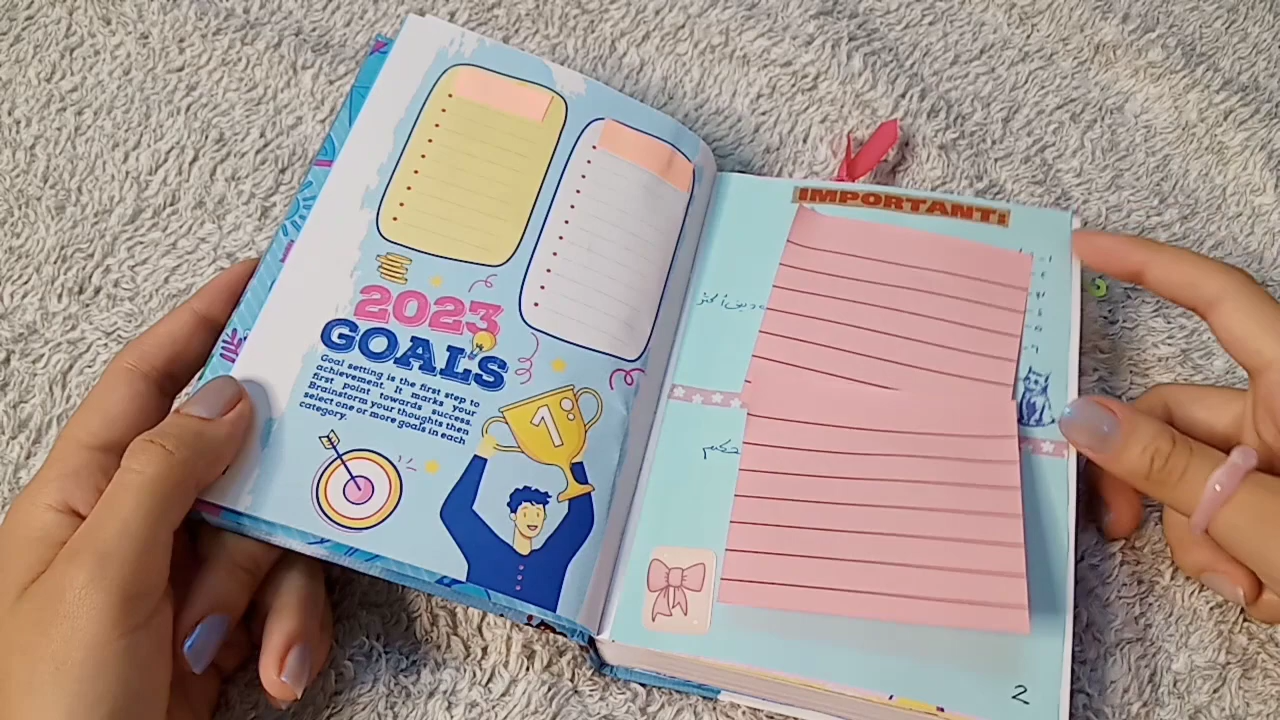 2023
GOALS
Goal setting is the first step to
achievement. It marks your
first point towards success.
Brainstorm your thoughts then
select one or more goals in each
category.
1
IMPORTANT:
حكيم
2